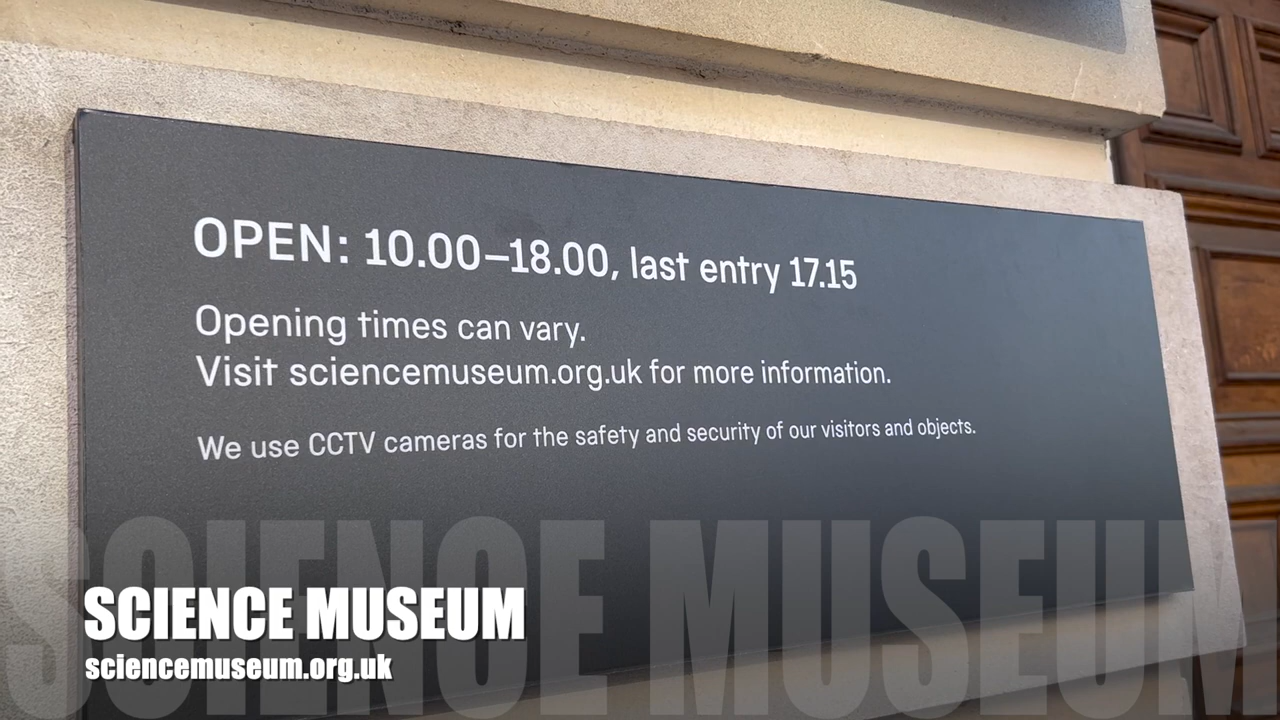 OPEN: 10.00–18.00, last entry 17.15
Opening times can vary.
Visit sciencemuseum.org.uk for more information.
We use CCTV cameras for the safety and security of our visitors and objects.
SCIENCE MUSEUM
SCIENCE MUSEUM
sciencemuseum.org.uk